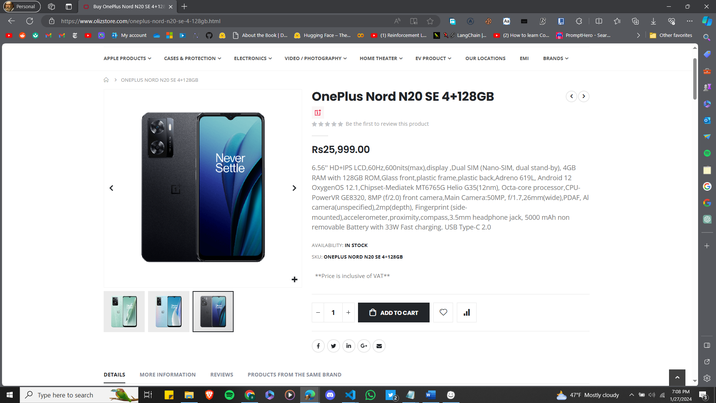 Personal
Buy OnePlus Nord N20 SE 4+128GB
https://www.olizstore.com/oneplus-nord-n20-se-4-128gb.html
My account
About the Book | D...
Hugging Face – The...
(1) Reinforcement L...
LangChain |...
(2) How to learn Co...
PromptHero - Sear...
Other favorites
APPLE PRODUCTS
CASES & PROTECTION
ELECTRONICS
VIDEO / PHOTOGRAPHY
HOME THEATER
EV PRODUCT
OUR LOCATIONS
EMI
BRANDS
ONEPLUS NORD N20 SE 4+128GB
OnePlus Nord N20 SE 4+128GB
Be the first to review this product
Rs25,999.00
6.56" HD+IPS LCD,60Hz,600nits(max),display ,Dual SIM (Nano-SIM, dual stand-by), 4GB
RAM with 128GB ROM,Glass front,plastic frame,plastic back,Adreno 619L, Android 12
OxygenOS 12.1,Chipset-Mediatek MT6765G Helio G35(12nm), Octa-core processor,CPU-
PowerVR GE8320, 8MP (f/2.0) front camera,Main Camera:50MP, f/1.7,26mm(wide),PDAF, AI
camera(unspecified),2mp(depth), Fingerprint (side-
mounted),accelerometer,proximity,compass,3.5mm headphone jack, 5000 mAh non
removable Battery with 33W Fast charging, USB Type-C 2.0
AVAILABILITY: IN STOCK
SKU: ONEPLUS NORD N20 SE 4+128GB
**Price is inclusive of VAT**
Never
Settle
1
ADD TO CART
DETAILS
MORE INFORMATION
REVIEWS
PRODUCTS FROM THE SAME BRAND
Type here to search
47°F Mostly cloudy
7:08 PM
1/27/2024